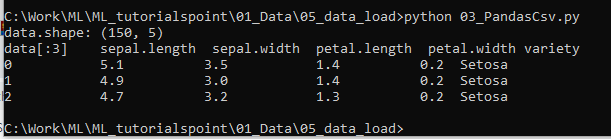 C:\Work\ML\ML_tutorialspoint\01_Data\05_data_load>python 03_PandasCsv.py
data.shape: (150, 5)
data[:3]    sepal.length  sepal.width  petal.length  petal.width variety
0           5.1          3.5           1.4          0.2  Setosa
1           4.9          3.0           1.4          0.2  Setosa
2           4.7          3.2           1.3          0.2  Setosa
C:\Work\ML\ML_tutorialspoint\01_Data\05_data_load>